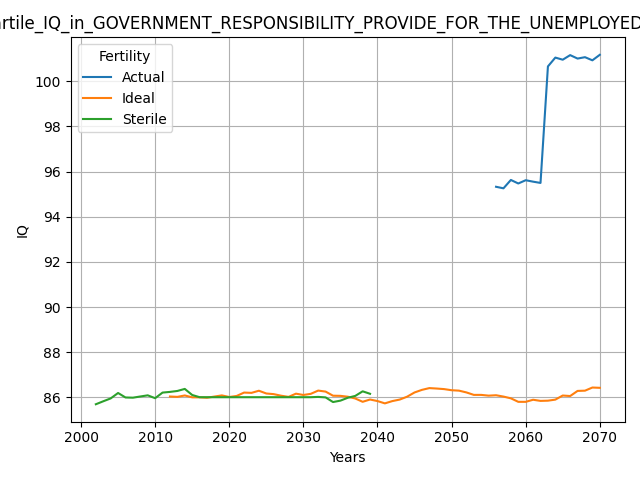 rtile_IQ_in_GOVERNMENT_RESPONSIBILITY_PROVIDE_FOR_THE_UNEMPLOYED
Fertility
Actual
Ideal
Sterile
IQ
100
98
96
94
92
90
88
86
2000 2010 2020 2030 2040 2050 2060 2070
Years